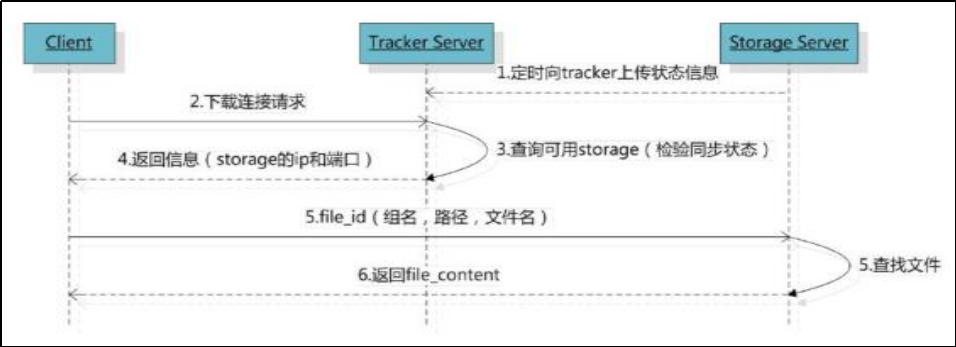 Client
Tracker Server
Storage Server
1.定时向tracker上传状态信息
2.下载连接请求
3.查询可用storage（检验同步状态）
4.返回信息（storage的ip和端口）
5.file_id（组名，路径，文件名）
5.查找文件
6.返回file_content